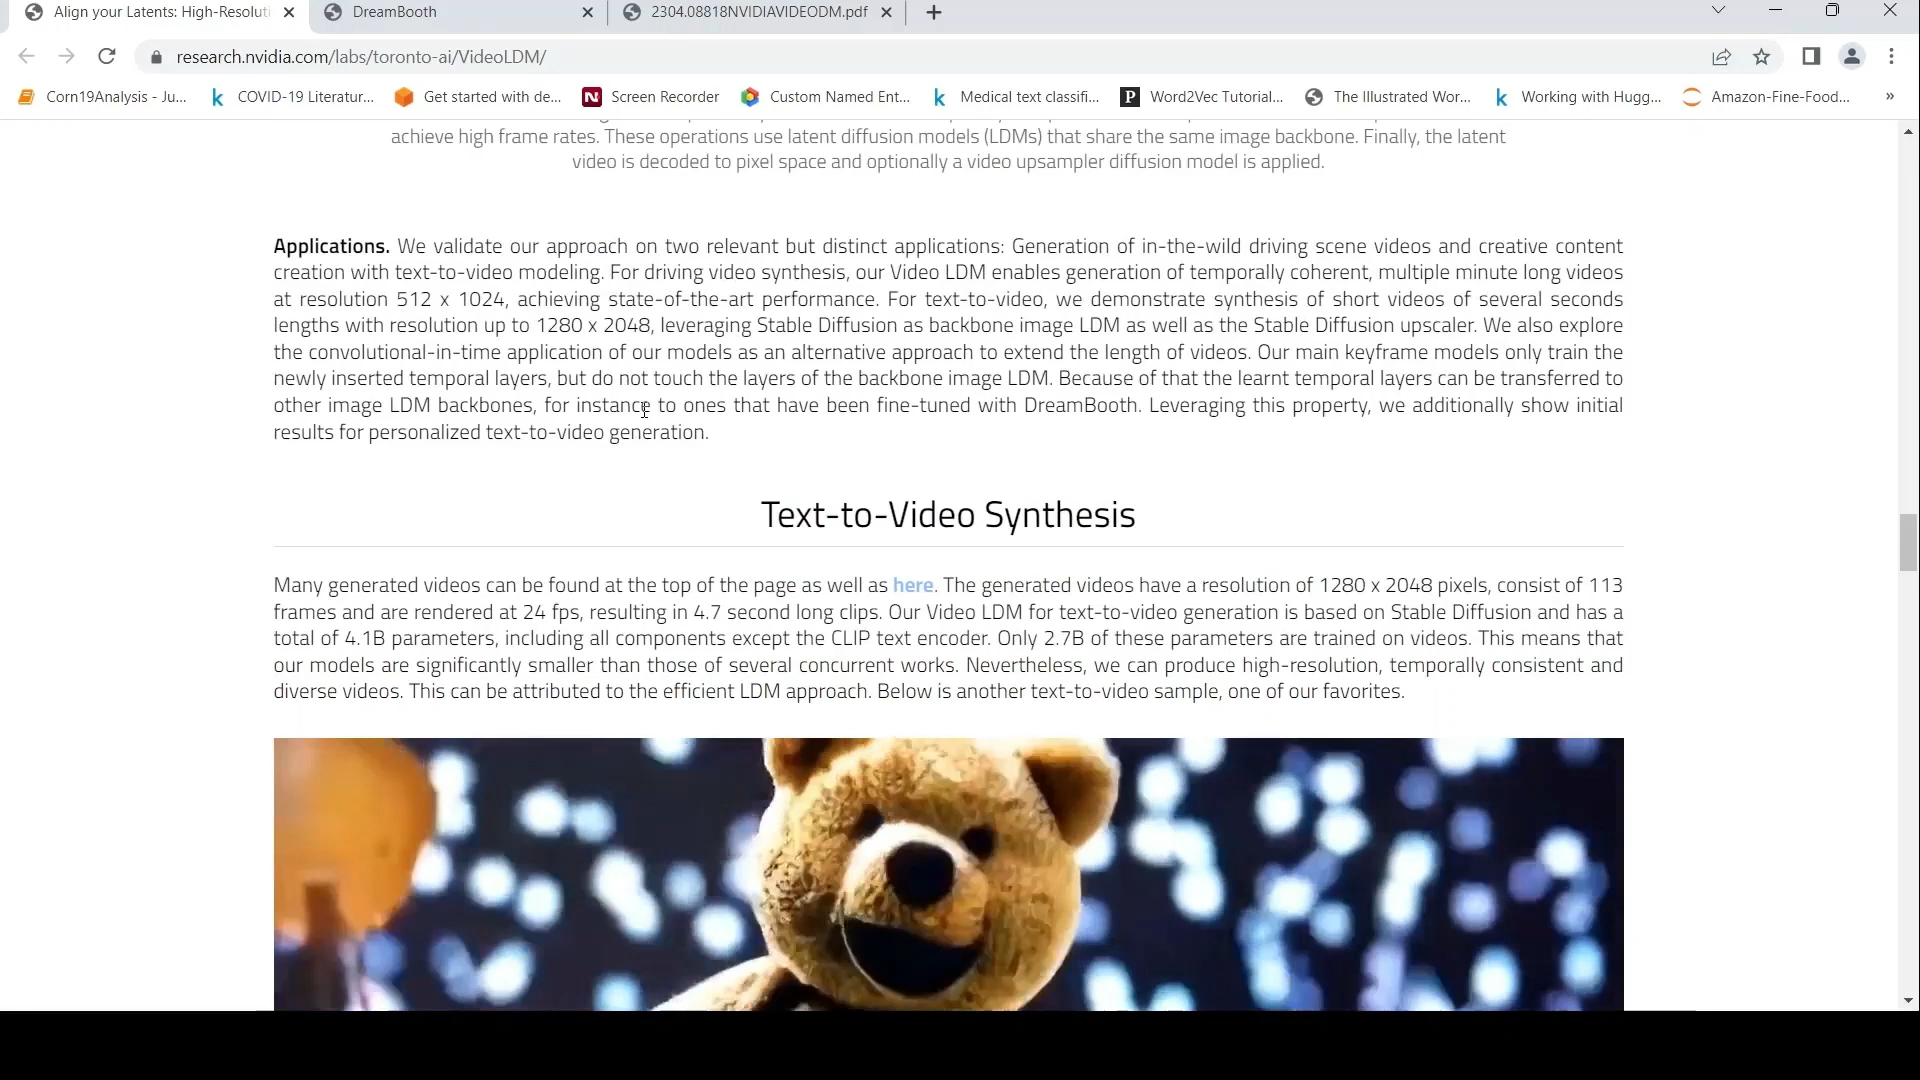 Align your Latents: High-Resoluti
DreamBooth
2304.08818NVIDIAVIDEODM.pdf
research.nvidia.com/labs/toronto-ai/VideoLDM/
Corn19Analysis - Ju...
COVID-19 Literatur...
Get started with de...
Screen Recorder
Custom Named Ent...
Medical text classifi...
Word2Vec Tutorial...
The Illustrated Wor...
Working with Hugg...
Amazon-Fine-Food...
achieve high frame rates. These operations use latent diffusion models (LDMs) that share the same image backbone. Finally, the latent
video is decoded to pixel space and optionally a video upsampler diffusion model is applied.
Applications. We validate our approach on two relevant but distinct applications: Generation of in-the-wild driving scene videos and creative content
creation with text-to-video modeling. For driving video synthesis, our Video LDM enables generation of temporally coherent, multiple minute long videos
at resolution 512 x 1024, achieving state-of-the-art performance. For text-to-video, we demonstrate synthesis of short videos of several seconds
lengths with resolution up to 1280 x 2048, leveraging Stable Diffusion as backbone image LDM as well as the Stable Diffusion upscaler. We also explore
the convolutional-in-time application of our models as an alternative approach to extend the length of videos. Our main keyframe models only train the
newly inserted temporal layers, but do not touch the layers of the backbone image LDM. Because of that the learnt temporal layers can be transferred to
other image LDM backbones, for instance to ones that have been fine-tuned with DreamBooth. Leveraging this property, we additionally show initial
results for personalized text-to-video generation.
Text-to-Video Synthesis
Many generated videos can be found at the top of the page as well as here. The generated videos have a resolution of 1280 x 2048 pixels, consist of 113
frames and are rendered at 24 fps, resulting in 4.7 second long clips. Our Video LDM for text-to-video generation is based on Stable Diffusion and has a
total of 4.1B parameters, including all components except the CLIP text encoder. Only 2.7B of these parameters are trained on videos. This means that
our models are significantly smaller than those of several concurrent works. Nevertheless, we can produce high-resolution, temporally consistent and
diverse videos. This can be attributed to the efficient LDM approach. Below is another text-to-video sample, one of our favorites.